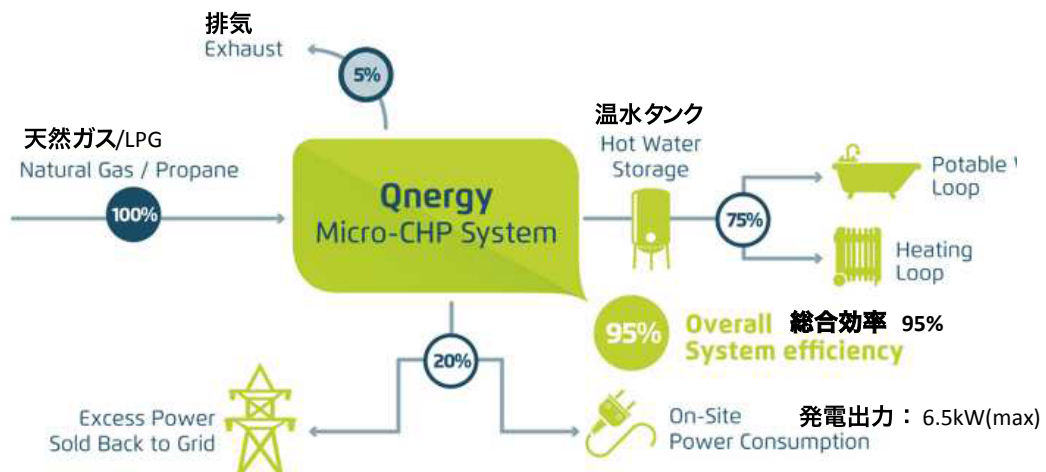 排気
Exhaust
5%
天然ガス/LPG
Natural Gas / Propane
100%
Qnergy
Micro-CHP System
温水タンク
Hot Water
Storage
75%
Potable
Loop
Heating
Loop
95%
Overall 総合効率 95%
System efficiency
20%
Excess Power
Sold Back to Grid
On-Site
Power Consumption
発電出力： 6.5kW(max)